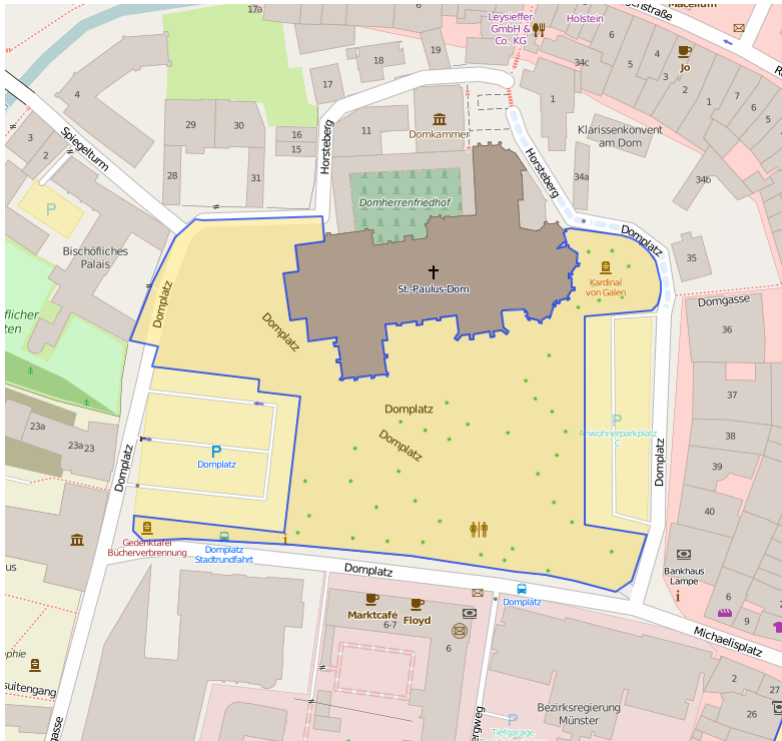 17a
6
Leysieffer
GmbH &
Co. KG
Holstein
Macellum
19
18
17
34c
6
5
4
3
2
1
7
6
5
Jo
4
3
2
Spiegelturm
29
30
16
15
11
Domkammer
1
Klarissenkonvent
am Dom
28
31
Horsteberg
Horsteberg
34a
34b
Domherrenfriedhof
P
Bischöfliches
Palais
Domplatz
35
St.-Paulus-Dom
Kardinal
von Galen
Domplatz
Domplatz
Domgasse
36
37
38
39
40
Domplatz
Domplatz
P
Anwohnerparkplatz
C
Domplatz
23a
23a
23
P
Domplatz
Domplatz
Gedenktafel
Bücherverbrennung
Domplatz
Stadtrundfahrt
i
Domplatz
Domplatz
Bankhaus
Lampe
i
Marktcafé
Floyd
6-7
6
6
9
Michaelisplatz
Bezirksregierung
Münster
P
Tiefgarage
2
27
26